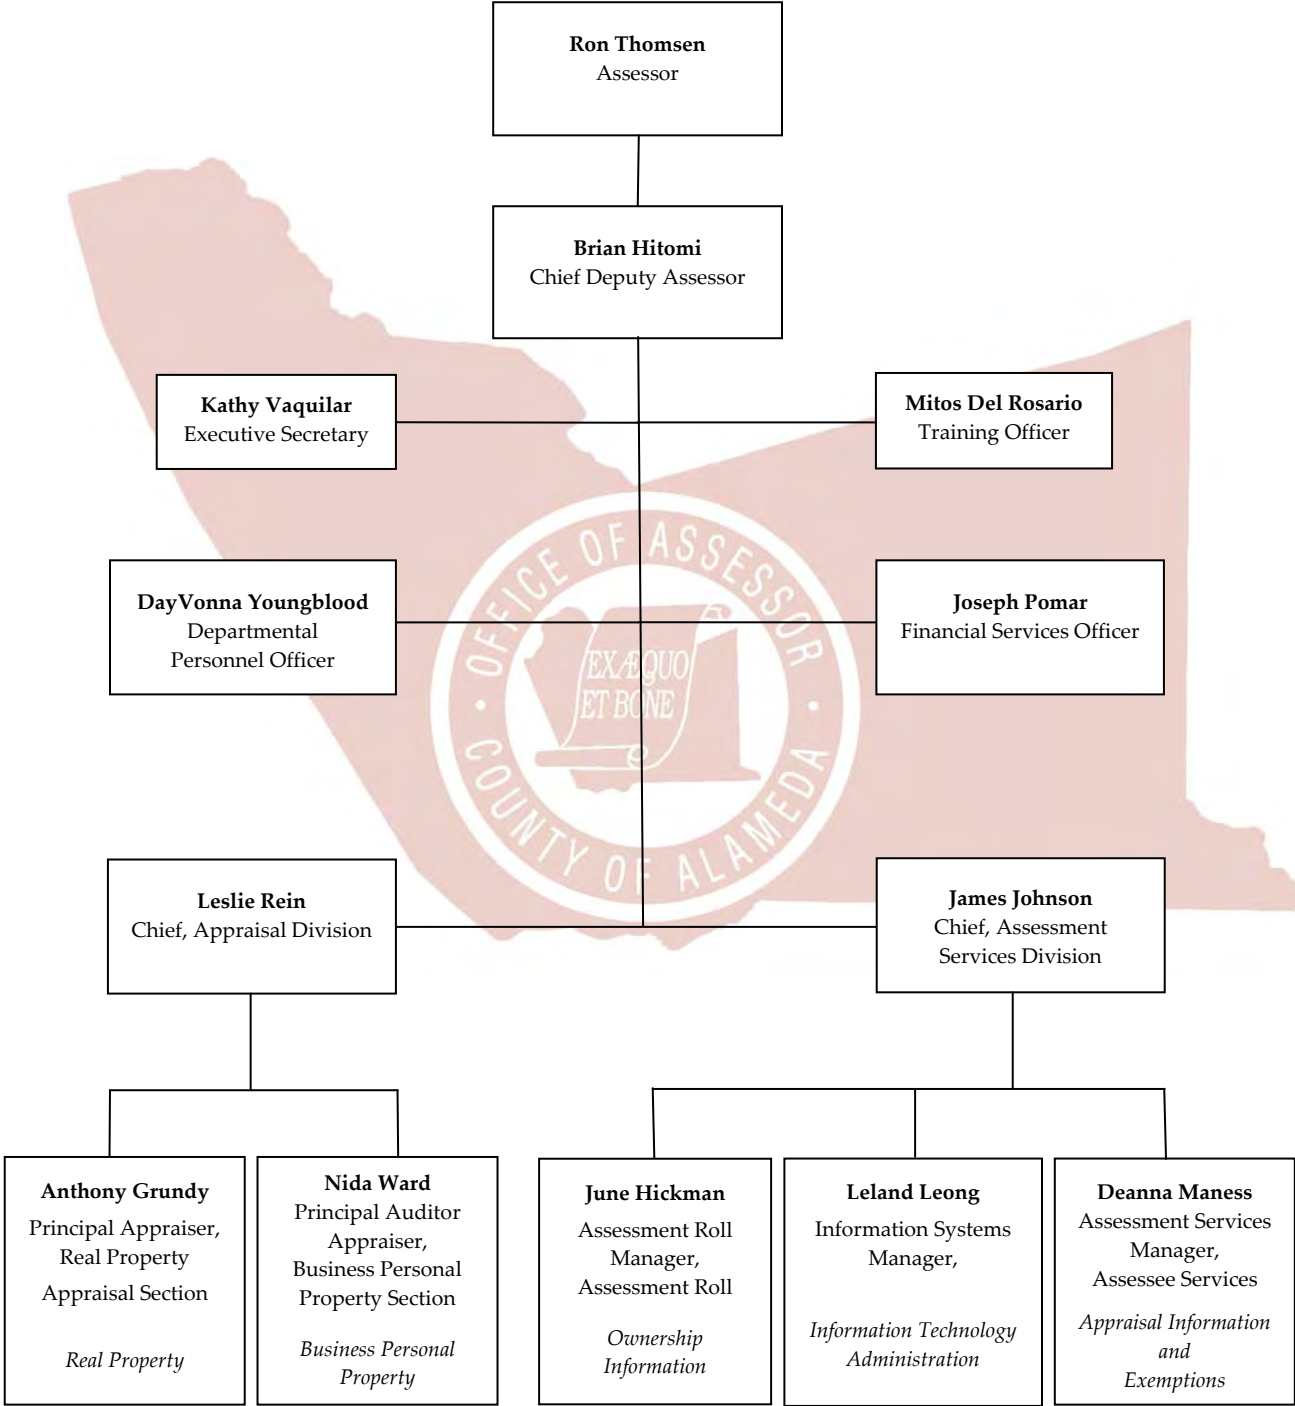 Ron Thomsen
Assessor
Brian Hitomi
Chief Deputy Assessor
Kathy Vaquilar
Executive Secretary
Mitos Del Rosario
Training Officer
OFFICE OF ASSESSOR
COUNTY OF ALAMEDA
EX ÆQUO
ET BONE
DayVonna Youngblood
Departmental
Personnel Officer
Joseph Pomar
Financial Services Officer
Leslie Rein
Chief, Appraisal Division
James Johnson
Chief, Assessment
Services Division
Anthony Grundy
Principal Appraiser,
Real Property
Appraisal Section
Real Property
Nida Ward
Principal Auditor
Appraiser,
Business Personal
Property Section
Business Personal
Property
June Hickman
Assessment Roll
Manager,
Assessment Roll
Ownership
Information
Leland Leong
Information Systems
Manager,
Information Technology
Administration
Deanna Maness
Assessment Services
Manager,
Assessee Services
Appraisal Information
and
Exemptions